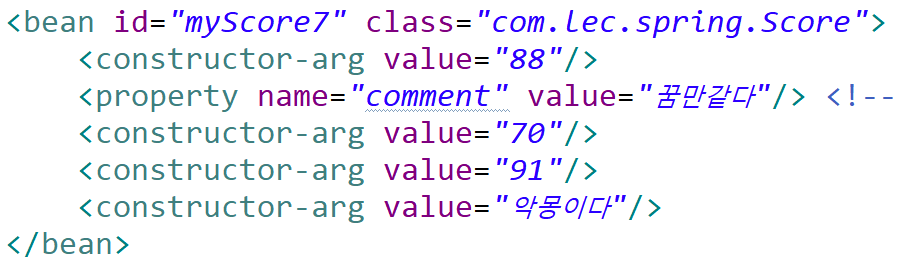 <bean id="myScore7" class="com.lec.spring.Score">
<constructor-arg value="88"/>
<property name="comment" value="꿈만같다"/> <!--
<constructor-arg value="70"/>
<constructor-arg value="91"/>
<constructor-arg value="악몽이다"/>
</bean>